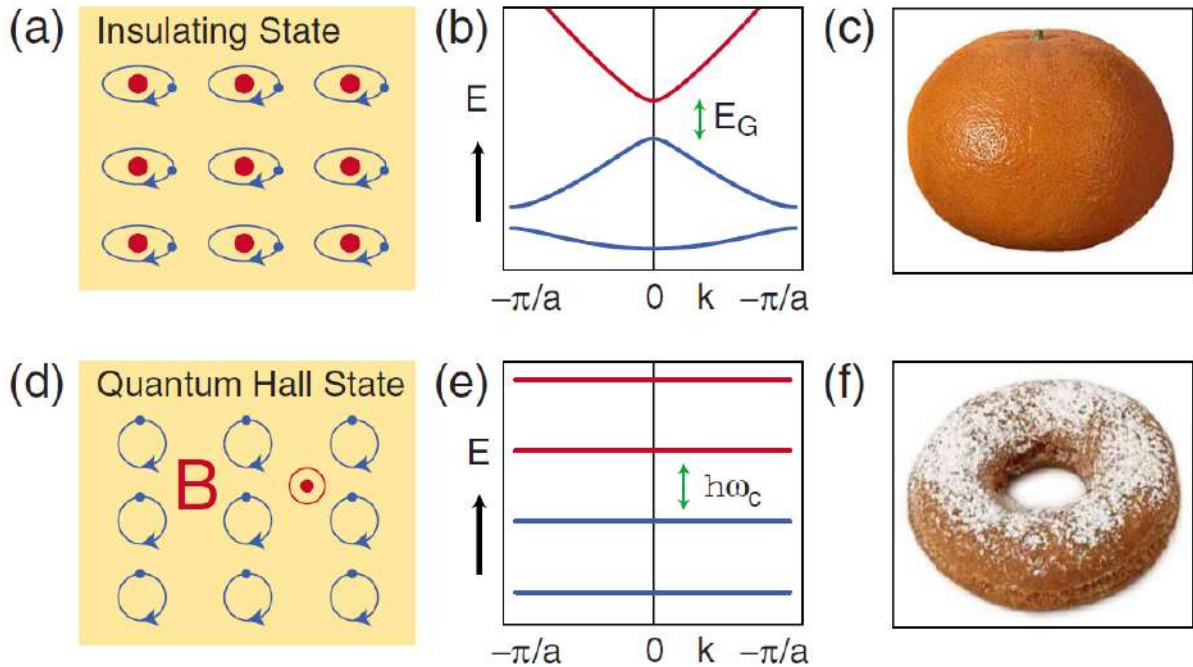 (a)
Insulating State
(b)
E
E_G
−π/a
0
k
−π/a
(c)
(d)
Quantum Hall State
B
(e)
E
hω_c
−π/a
0
k
−π/a
(f)